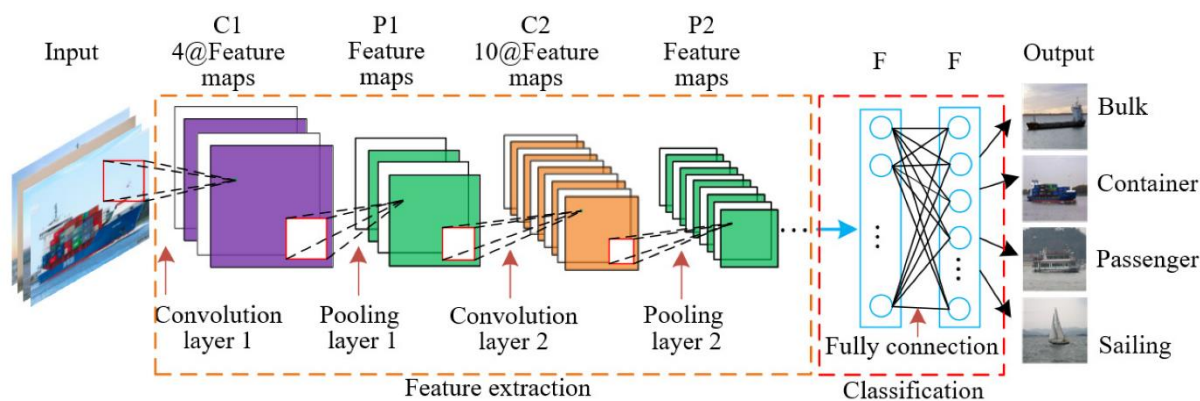 Input
C1
4@Feature
maps
P1
Feature
maps
C2
10@Feature
maps
P2
Feature
maps
F
F
Output
Bulk
Container
Passenger
Sailing
Convolution
layer 1
Pooling
layer 1
Convolution
layer 2
Pooling
layer 2
Fully connection
Feature extraction
Classification